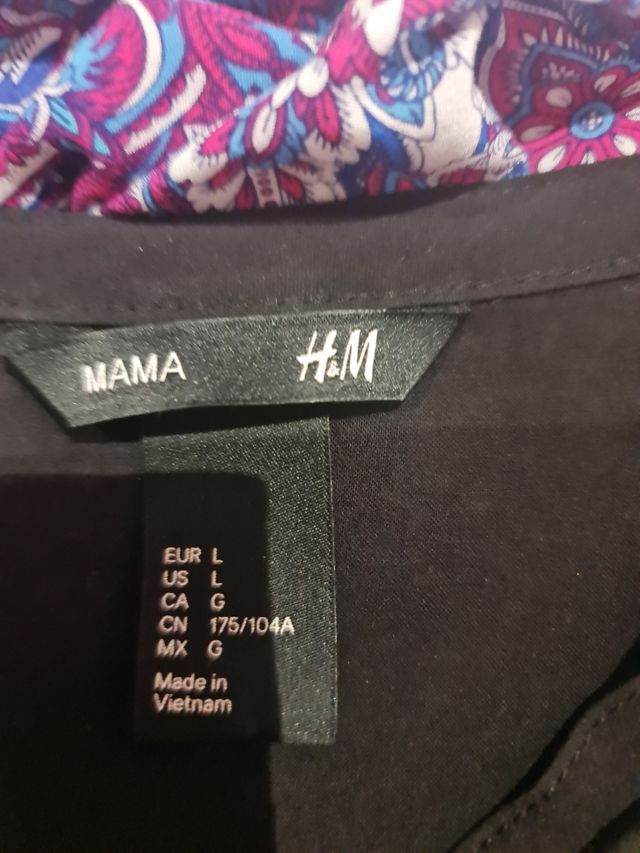 MAMA H&M
EUR L
US L
CA G
CN 175/104A
MX G
Made in
Vietnam